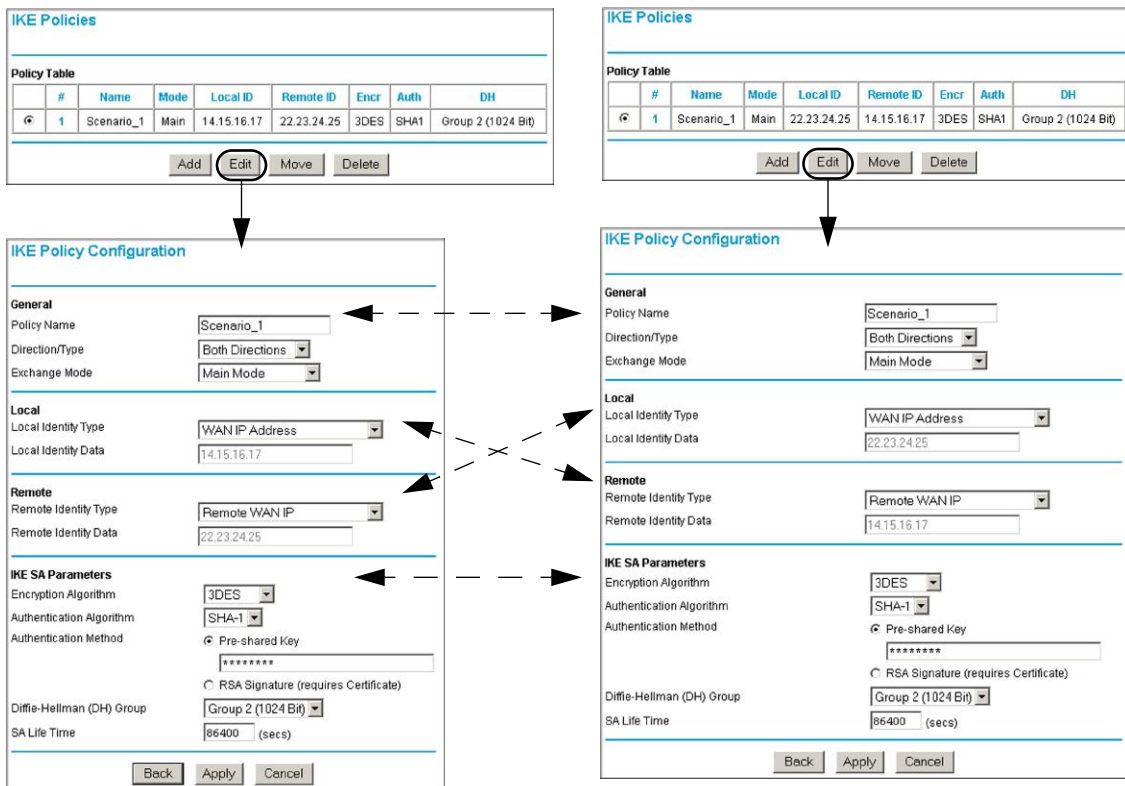 IKE Policies
Policy Table
# Name Mode Local ID Remote ID Encr Auth DH
1 Scenario_1 Main 14.15.16.17 22.23.24.25 3DES SHA1 Group 2 (1024 Bit)
Add Edit Move Delete
IKE Policy Configuration
General
Policy Name Scenario_1
Direction/Type Both Directions
Exchange Mode Main Mode
Local
Local Identity Type WAN IP Address
Local Identity Data 14.15.16.17
Remote
Remote Identity Type Remote WAN IP
Remote Identity Data 22.23.24.25
IKE SA Parameters
Encryption Algorithm 3DES
Authentication Algorithm SHA-1
Authentication Method Pre-shared Key
********
RSA Signature (requires Certificate)
Diffie-Hellman (DH) Group Group 2 (1024 Bit)
SA Life Time 86400 (secs)
Back Apply Cancel
IKE Policies
Policy Table
# Name Mode Local ID Remote ID Encr Auth DH
1 Scenario_1 Main 22.23.24.25 14.15.16.17 3DES SHA1 Group 2 (1024 Bit)
Add Edit Move Delete
IKE Policy Configuration
General
Policy Name Scenario_1
Direction/Type Both Directions
Exchange Mode Main Mode
Local
Local Identity Type WAN IP Address
Local Identity Data 22.23.24.25
Remote
Remote Identity Type Remote WAN IP
Remote Identity Data 14.15.16.17
IKE SA Parameters
Encryption Algorithm 3DES
Authentication Algorithm SHA-1
Authentication Method Pre-shared Key
********
RSA Signature (requires Certificate)
Diffie-Hellman (DH) Group Group 2 (1024 Bit)
SA Life Time 86400 (secs)
Back Apply Cancel